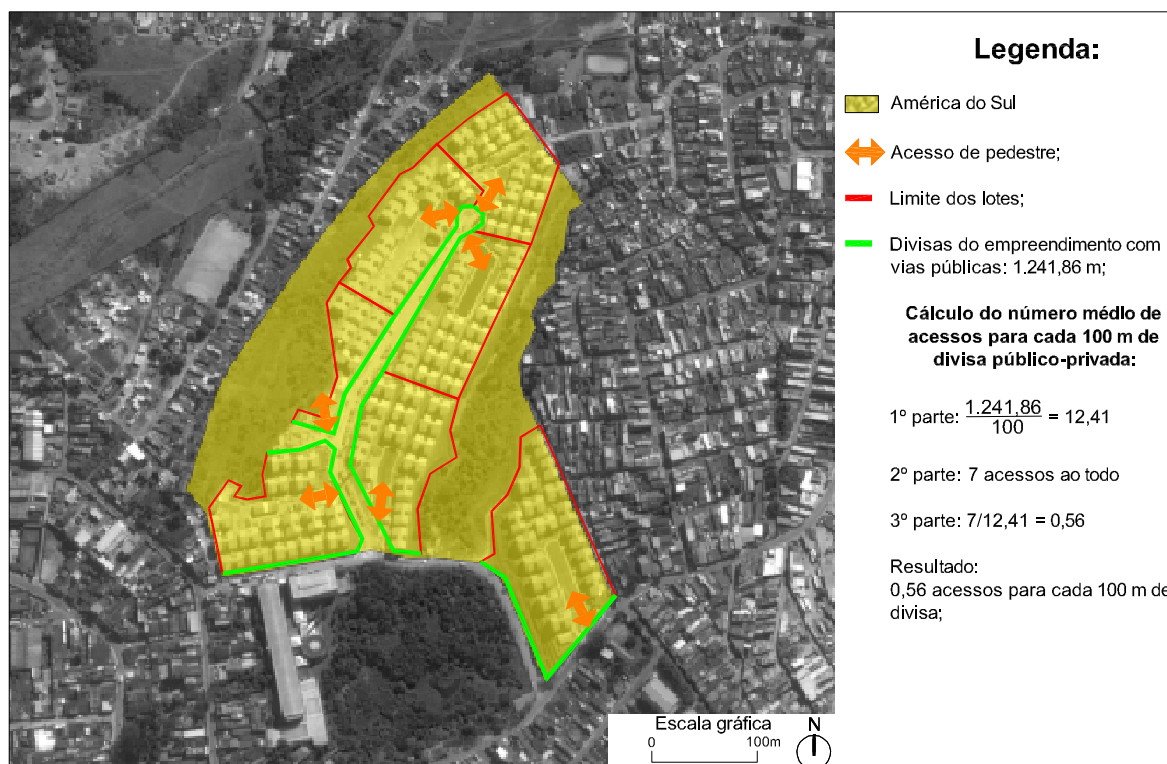 Legenda:
América do Sul
Acesso de pedestre;
Limite dos lotes;
Divisas do empreendimento com
vias públicas: 1.241,86 m;
Cálculo do número médio de
acessos para cada 100 m de
divisa público-privada:
1º parte: 1.241,86/100 = 12,41
2º parte: 7 acessos ao todo
3º parte: 7/12,41 = 0,56
Resultado:
0,56 acessos para cada 100 m de
divisa;
Escala gráfica
0 100m
N